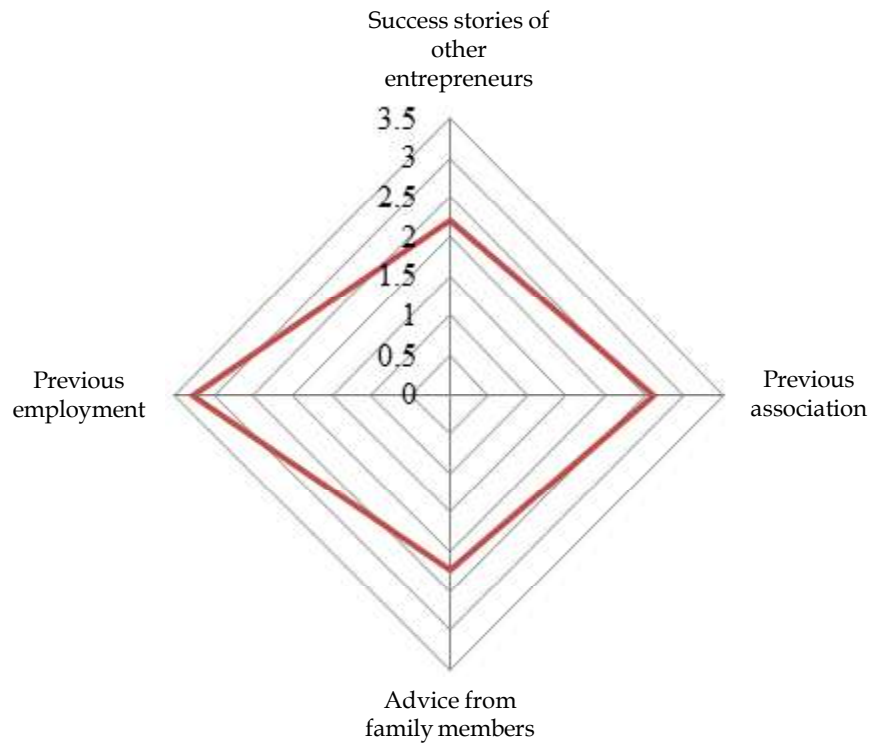 Success stories of
other
entrepreneurs
3.5
3
2.5
2
1.5
1
0.5
0
Previous
employment
Previous
association
Advice from
family members